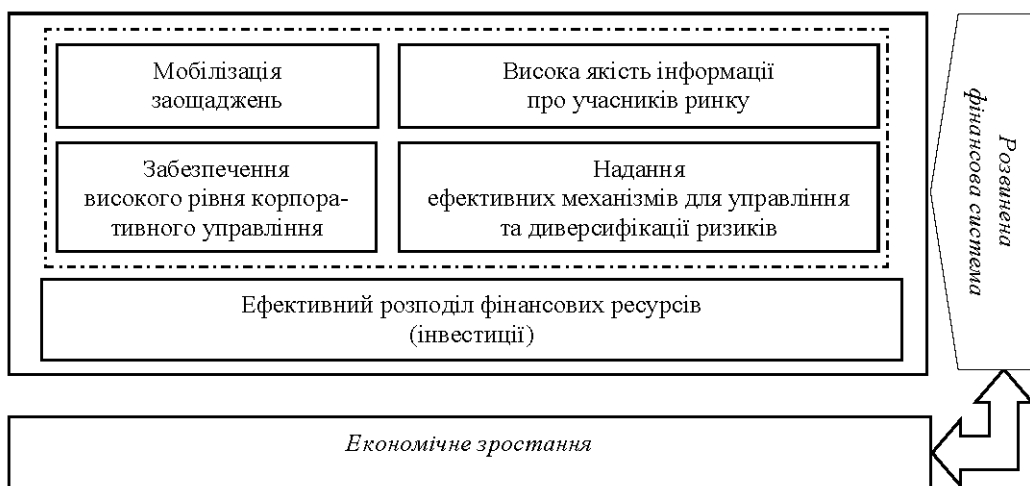 Мобілізація
заощаджень
Висока якість інформації
про учасників ринку
Забезпечення
високого рівня корпора-
тивного управління
Надання
ефективних механізмів для управління
та диверсифікації ризиків
Ефективний розподіл фінансових ресурсів
(інвестиції)
Розвинена
фінансова система
Економічне зростання